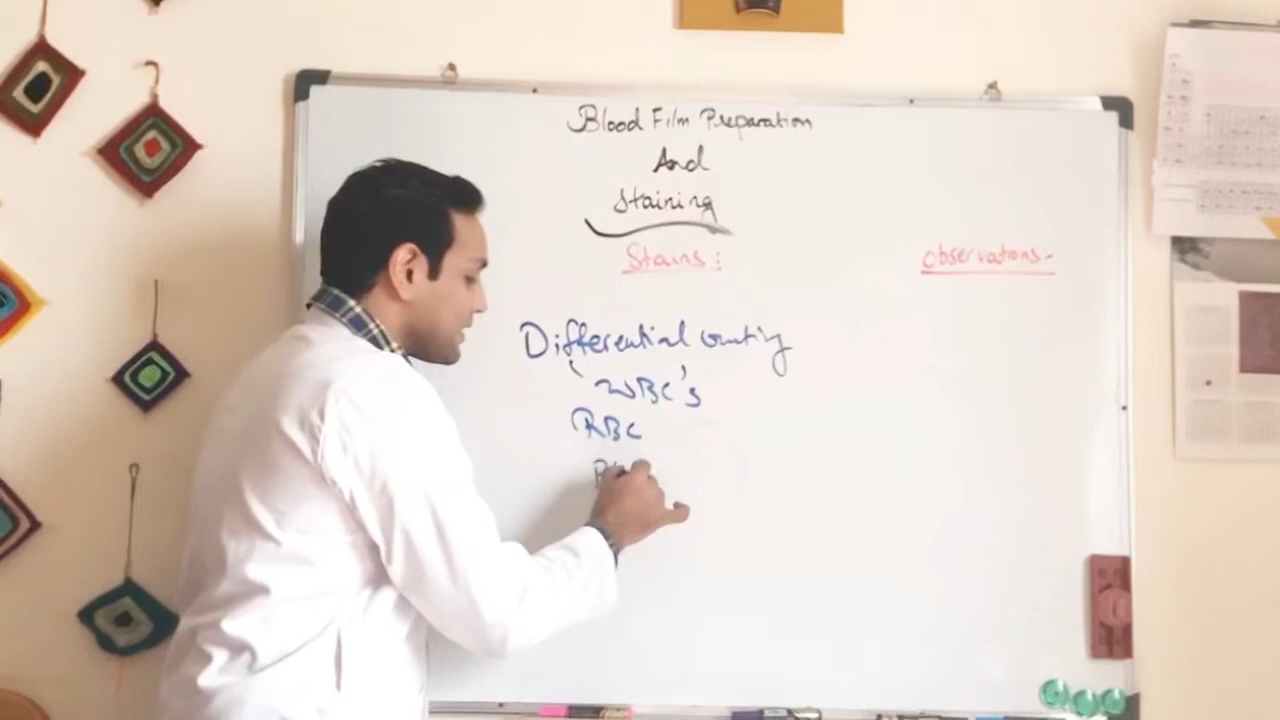 Blood Film Preparation
And
Staining
Stains:
Observations-
Differential counting
WBC's
RBC